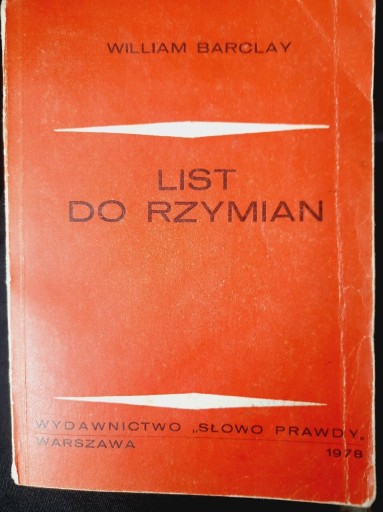 WILLIAM BARCLAY
LIST
DO RZYMIAN
WYDAWNICTWO „SŁOWO PRAWDY„
WARSZAWA 1978